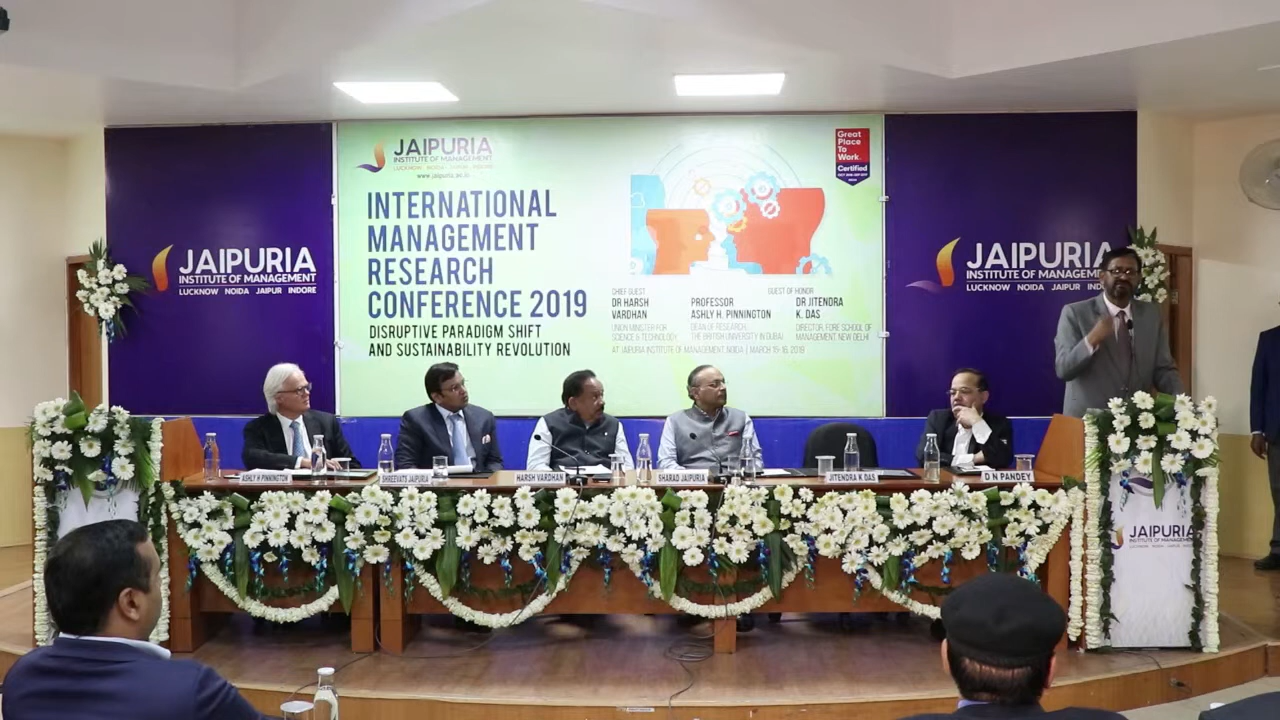 JAIPURIA
INSTITUTE OF MANAGEMENT
LUCKNOW NOIDA JAIPUR INDORE
JAIPURIA
INSTITUTE OF MANAGEMENT
LUCKNOW NOIDA JAIPUR INDORE
www.jaipuria.ac.in
INTERNATIONAL
MANAGEMENT
RESEARCH
CONFERENCE 2019
DISRUPTIVE PARADIGM SHIFT
AND SUSTAINABILITY REVOLUTION
Great
Place
To
Work.
Certified
CHIEF GUEST
DR HARSH
VARDHAN
UNION MINISTER FOR
SCIENCE & TECHNOLOGY
GUEST OF HONOR
PROFESSOR
ASHLY H. PINNINGTON
DEAN OF RESEARCH,
THE BRITISH UNIVERSITY IN DUBAI
DR JITENDRA
K. DAS
DIRECTOR, FORE SCHOOL OF
MANAGEMENT, NEW DELHI
AT JAIPURIA INSTITUTE OF MANAGEMENT, NOIDA | MARCH 15-16, 2019
JAIPURIA
INSTITUTE OF MANAGEMENT
LUCKNOW NOIDA JAIPUR INDORE
ASHLY H PINNINGTON
SHREEVATS JAIPURIA
HARSH VARDHAN
SHARAD JAIPURIA
JITENDRA K DAS
D.N PANDEY
JAIPURIA
INSTITUTE OF MANAGEMENT